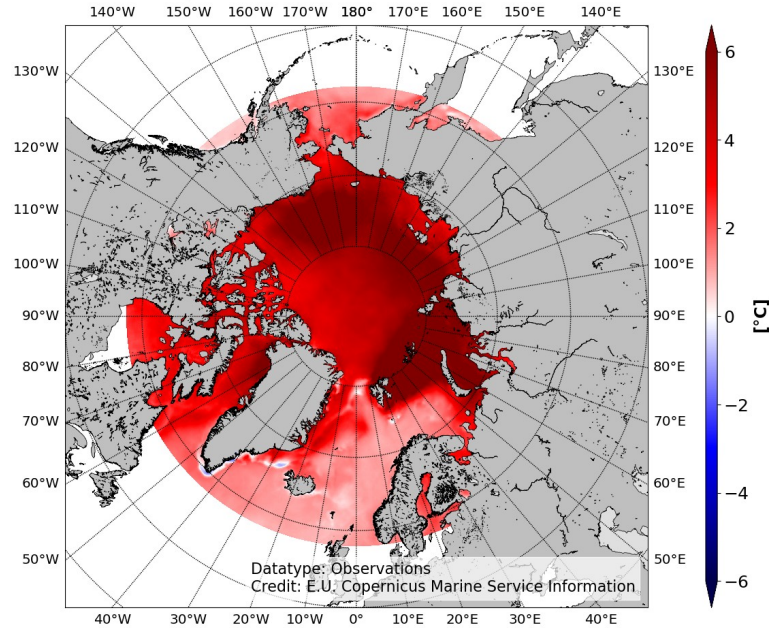 140°W 160°W 170°W 180° 170°E 160°E 150°E 140°E
130°W 130°E
120°W 120°E
110°W 110°E
100°W 100°E
90°W 90°E
80°W 80°E
70°W 70°E
60°W 60°E
50°W 50°E
40°W 30°W 20°W 10°W 0° 10°E 20°E 30°E 40°E
6
4
2
0
−2
−4
−6
[°C]
Datatype: Observations
Credit: E.U. Copernicus Marine Service Information